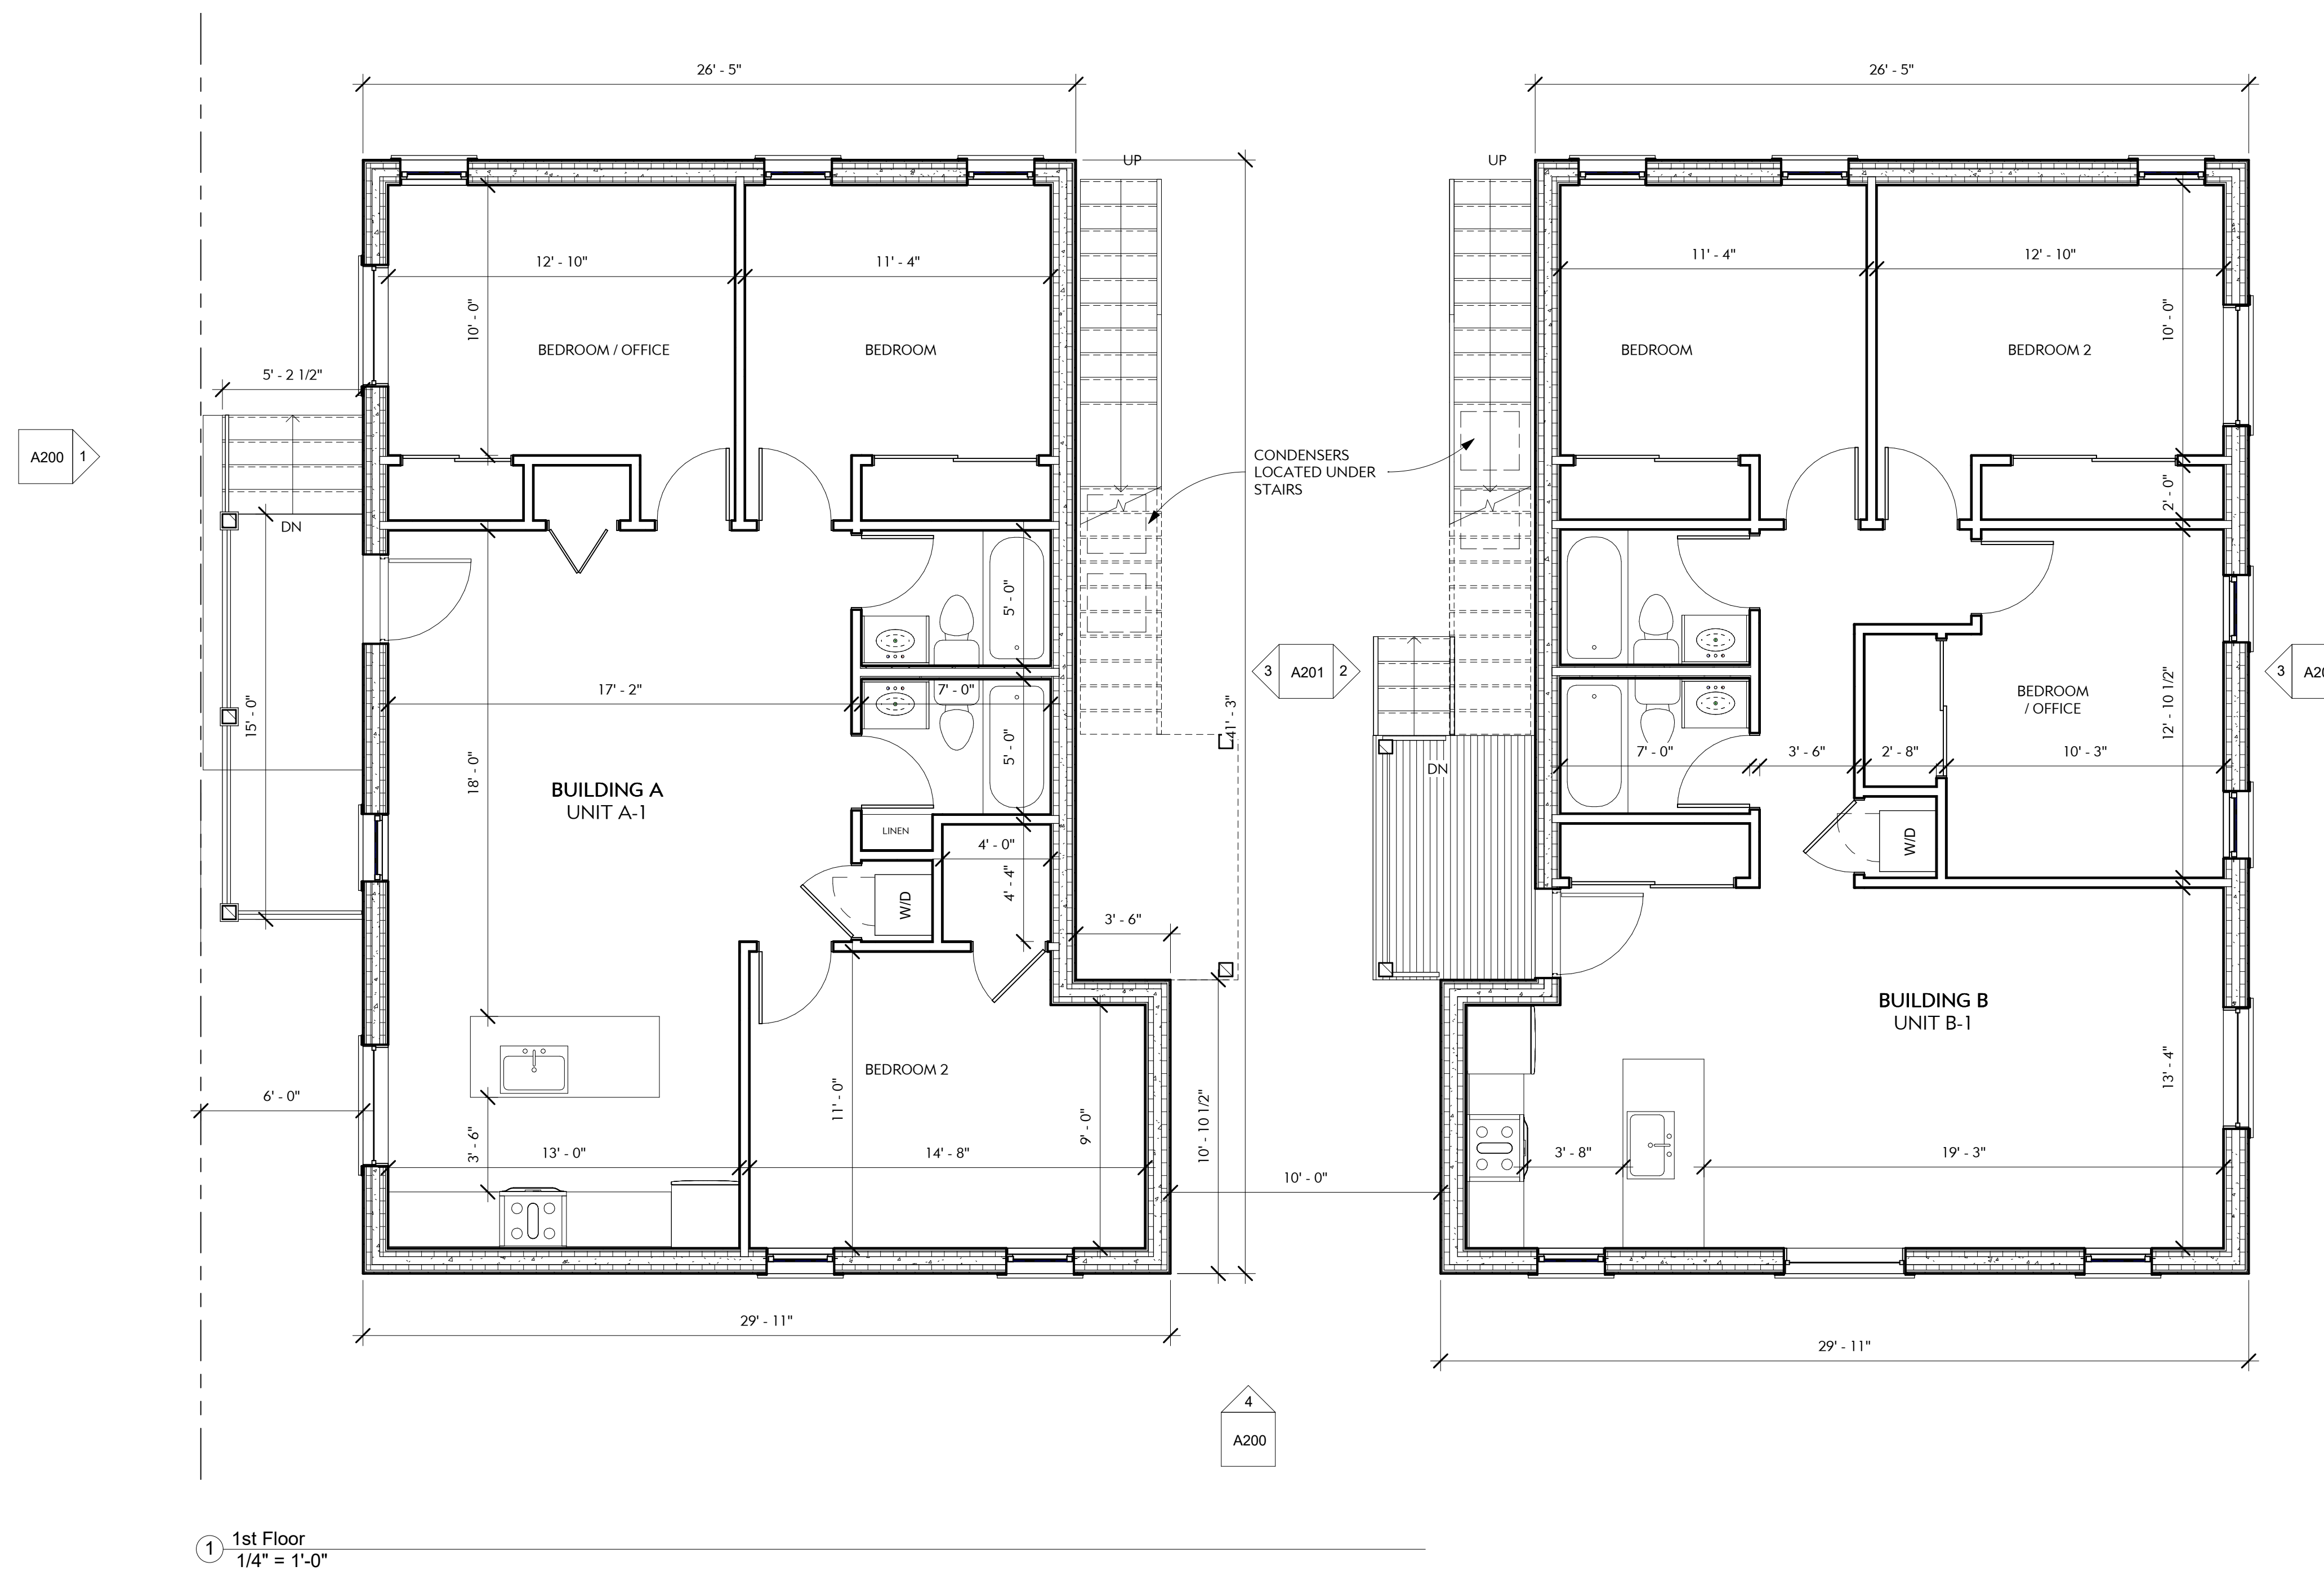 26' - 5"
26' - 5"
UP
UP
12' - 10"
11' - 4"
11' - 4"
12' - 10"
10' - 0"
10' - 0"
BEDROOM / OFFICE
BEDROOM
BEDROOM
BEDROOM 2
5' - 2 1/2"
A200
1
CONDENSERS
LOCATED UNDER
STAIRS
2' - 0"
DN
5' - 0"
3
A201
2
3
17' - 2"
7' - 0"
15' - 0"
41' - 3"
BEDROOM
/ OFFICE
12' - 10 1/2"
18' - 0"
5' - 0"
7' - 0"
3' - 6"
2' - 8"
10' - 3"
DN
BUILDING A
UNIT A-1
LINEN
4' - 0"
4' - 4"
W/D
W/D
3' - 6"
BUILDING B
UNIT B-1
BEDROOM 2
6' - 0"
11' - 0"
9' - 0"
10' - 10 1/2"
13' - 4"
3' - 6"
13' - 0"
14' - 8"
10' - 0"
3' - 8"
19' - 3"
29' - 11"
29' - 11"
4
A200
1
1st Floor
1/4" = 1'-0"